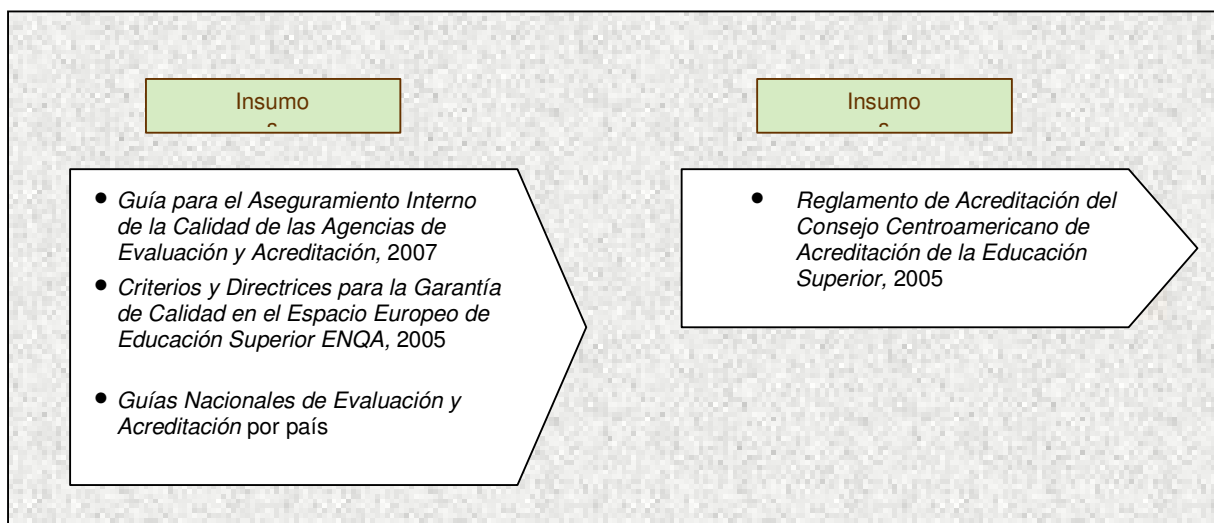 Insumo
• Guía para el Aseguramiento Interno
de la Calidad de las Agencias de
Evaluación y Acreditación, 2007
• Criterios y Directrices para la Garantía
de Calidad en el Espacio Europeo de
Educación Superior ENQA, 2005
• Guías Nacionales de Evaluación y
Acreditación por país
Insumo
• Reglamento de Acreditación del
Consejo Centroamericano de
Acreditación de la Educación
Superior, 2005